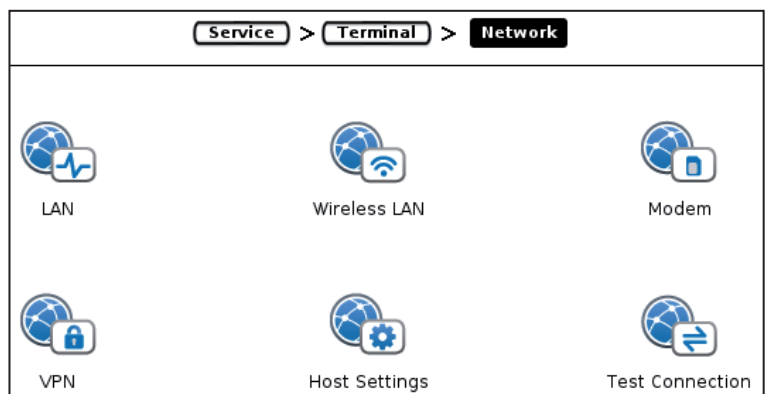 Service > Terminal > Network
LAN Wireless LAN Modem
VPN Host Settings Test Connection